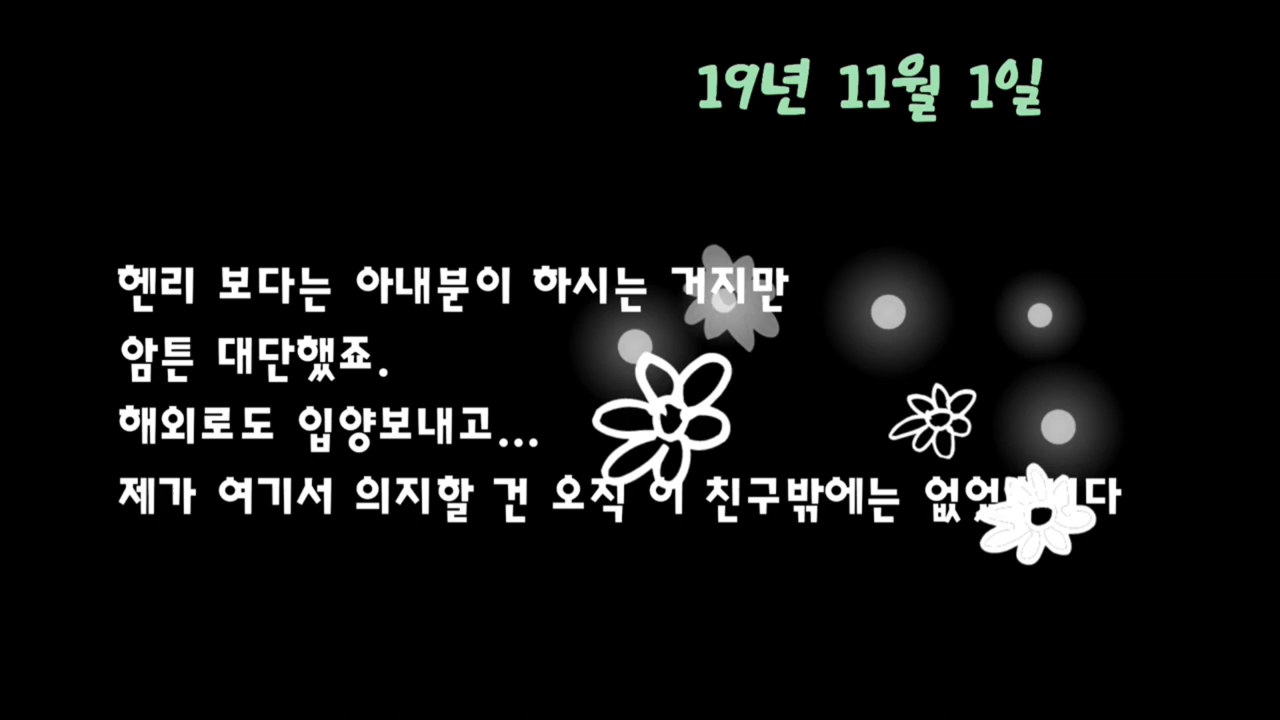 19년 11월 1일
헨리 보다는 아내분이 하시는 거지만
암튼 대단했죠.
해외로도 입양보내고...
제가 여기서 의지할 건 오직 이 친구밖에는